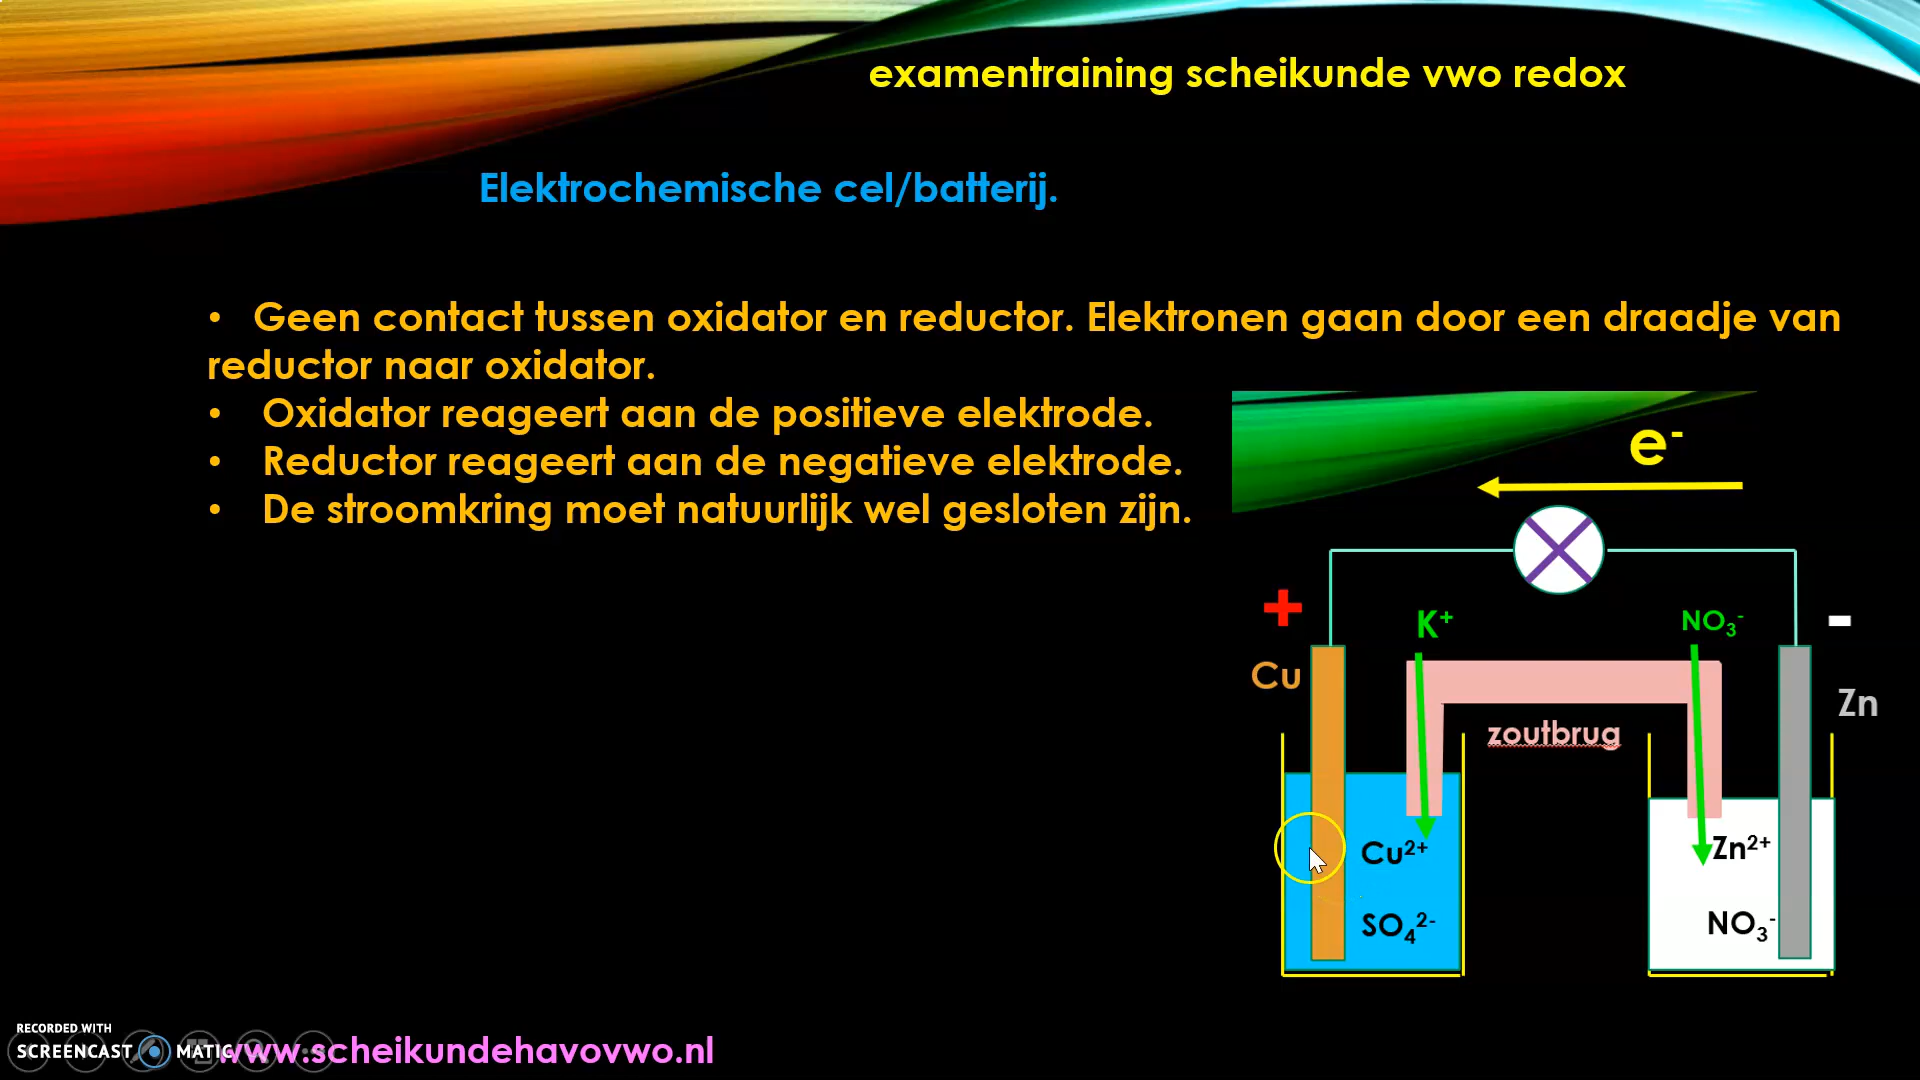 examentraining scheikunde vwo redox
Elektrochemische cel/batterij.
• Geen contact tussen oxidator en reductor. Elektronen gaan door een draadje van
reductor naar oxidator.
• Oxidator reageert aan de positieve elektrode.
• Reductor reageert aan de negatieve elektrode.
• De stroomkring moet natuurlijk wel gesloten zijn.
e⁻
+
-
K⁺
NO₃⁻
Cu
Zn
zoutbrug
Cu²⁺
Zn²⁺
SO₄²⁻
NO₃⁻
RECORDED WITH
SCREENCAST MATIC
www.scheikundehavovwo.nl